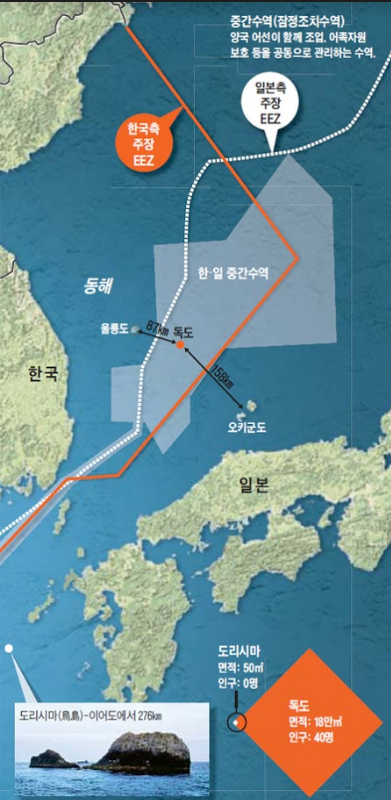 중간수역(잠정조치수역)
양국 어선이 함께 조업. 어족자원
보호 등을 공동으로 관리하는 수역.
일본측
주장
EEZ
한국측
주장
EEZ
한·일 중간수역
동해
울릉도
87㎞
독도
158㎞
한국
오키군도
일본
도리시마
면적: 50㎡
인구: 0명
독도
면적: 18만㎡
인구: 40명
도리시마(鳥島)-이어도에서 276㎞